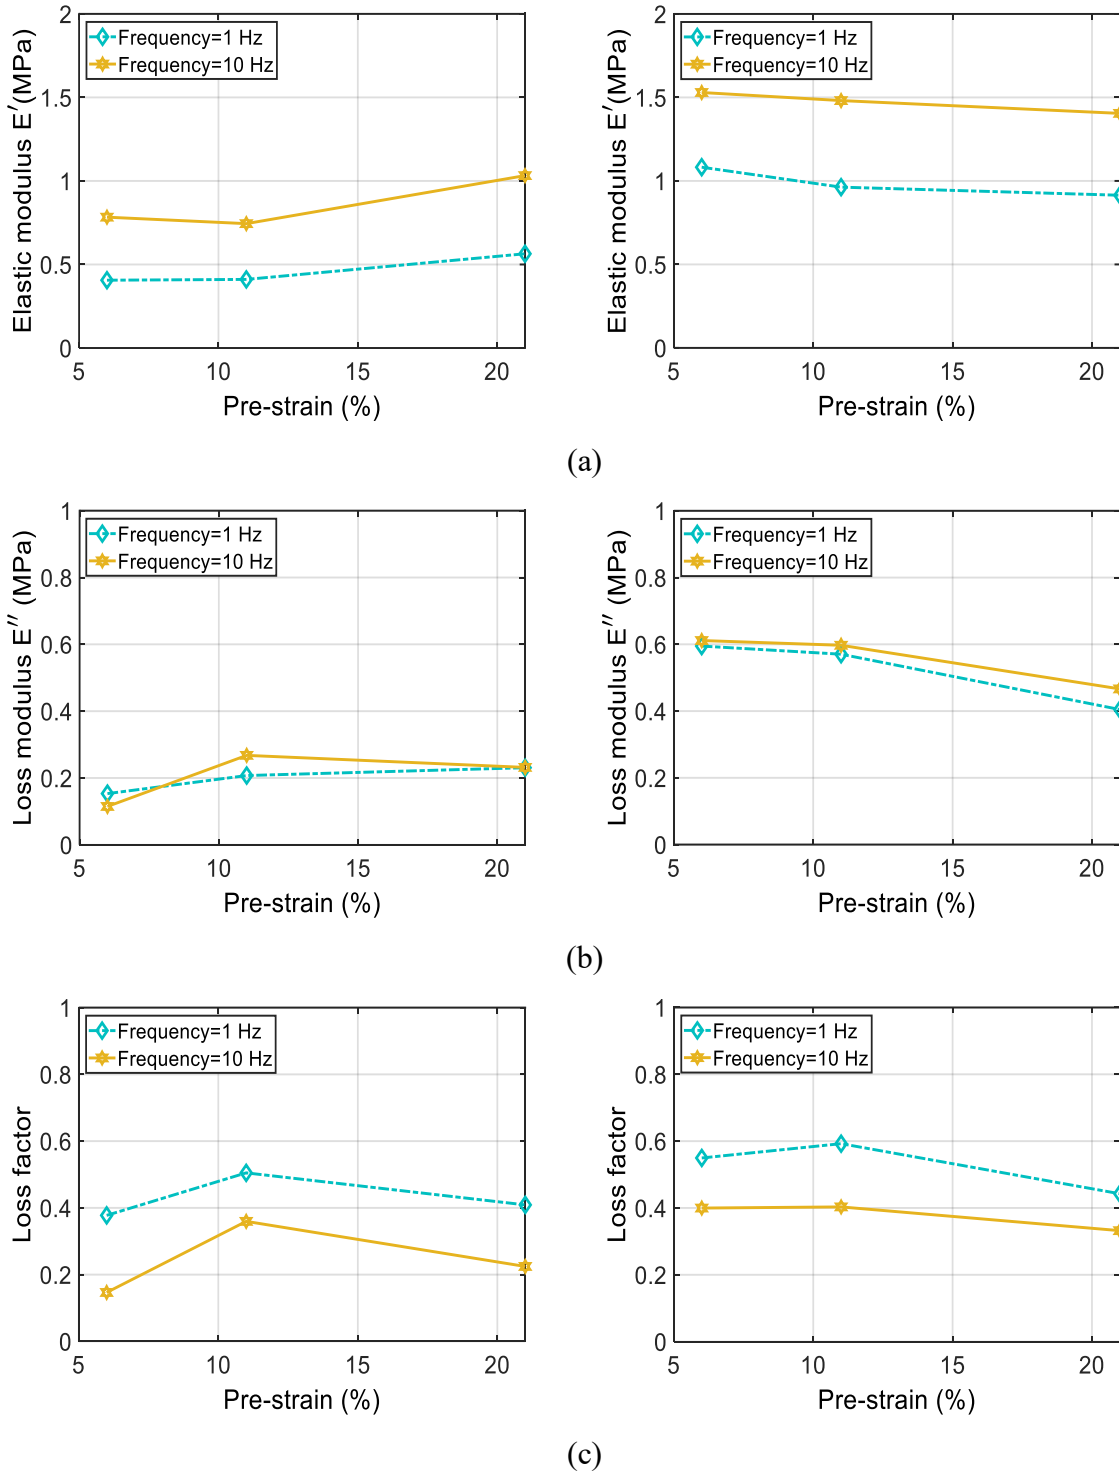 2
1.5
1
0.5
0
Elastic modulus E′(MPa)
Frequency=1 Hz
Frequency=10 Hz
5
10
15
20
Pre-strain (%)
2
1.5
1
0.5
0
Elastic modulus E′(MPa)
Frequency=1 Hz
Frequency=10 Hz
5
10
15
20
Pre-strain (%)
(a)
1
0.8
0.6
0.4
0.2
0
Loss modulus E″ (MPa)
Frequency=1 Hz
Frequency=10 Hz
5
10
15
20
Pre-strain (%)
1
0.8
0.6
0.4
0.2
0
Loss modulus E″ (MPa)
Frequency=1 Hz
Frequency=10 Hz
5
10
15
20
Pre-strain (%)
(b)
1
0.8
0.6
0.4
0.2
0
Loss factor
Frequency=1 Hz
Frequency=10 Hz
5
10
15
20
Pre-strain (%)
1
0.8
0.6
0.4
0.2
0
Loss factor
Frequency=1 Hz
Frequency=10 Hz
5
10
15
20
Pre-strain (%)
(c)